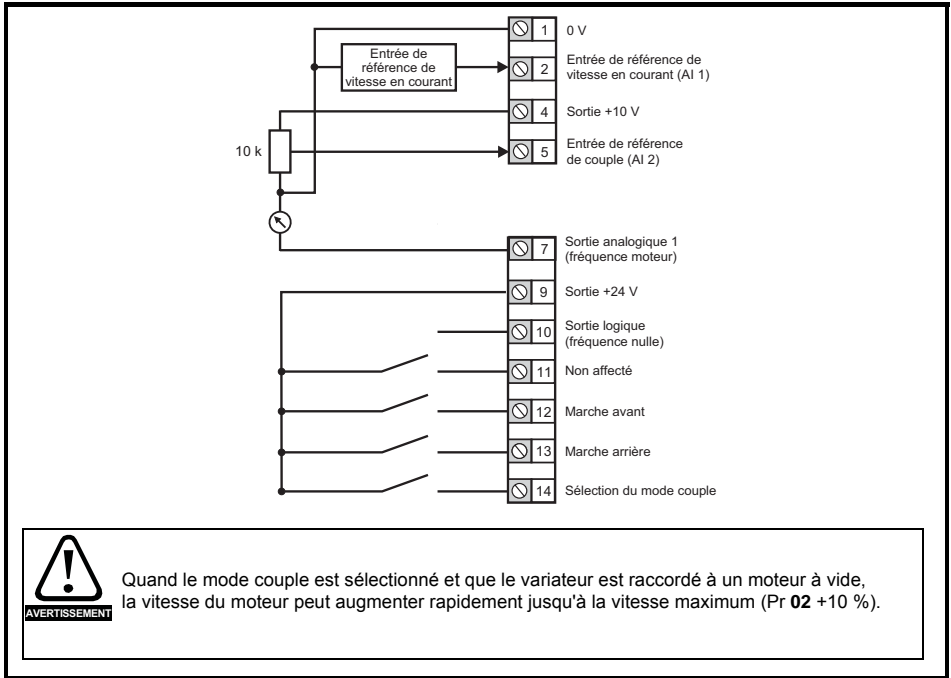 1 0 V
Entrée de
référence de
vitesse en courant
2 Entrée de référence de
vitesse en courant (AI 1)
4 Sortie +10 V
10 k
5 Entrée de référence
de couple (AI 2)
7 Sortie analogique 1
(fréquence moteur)
9 Sortie +24 V
10 Sortie logique
(fréquence nulle)
11 Non affecté
12 Marche avant
13 Marche arrière
14 Sélection du mode couple
AVERTISSEMENT
Quand le mode couple est sélectionné et que le variateur est raccordé à un moteur à vide,
la vitesse du moteur peut augmenter rapidement jusqu'à la vitesse maximum (Pr 02 +10 %).